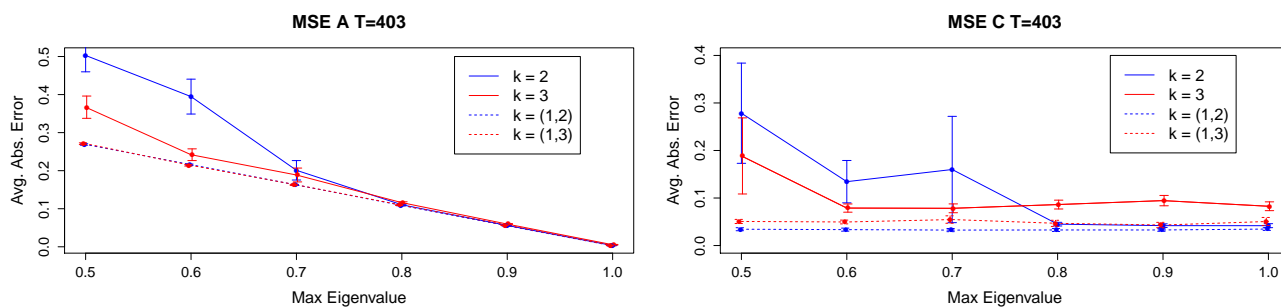 MSE A T=403
Avg. Abs. Error
0.0
0.1
0.2
0.3
0.4
0.5
k = 2
k = 3
k = (1,2)
k = (1,3)
0.5
0.6
0.7
0.8
0.9
1.0
Max Eigenvalue
MSE C T=403
Avg. Abs. Error
0.0
0.1
0.2
0.3
0.4
k = 2
k = 3
k = (1,2)
k = (1,3)
0.5
0.6
0.7
0.8
0.9
1.0
Max Eigenvalue